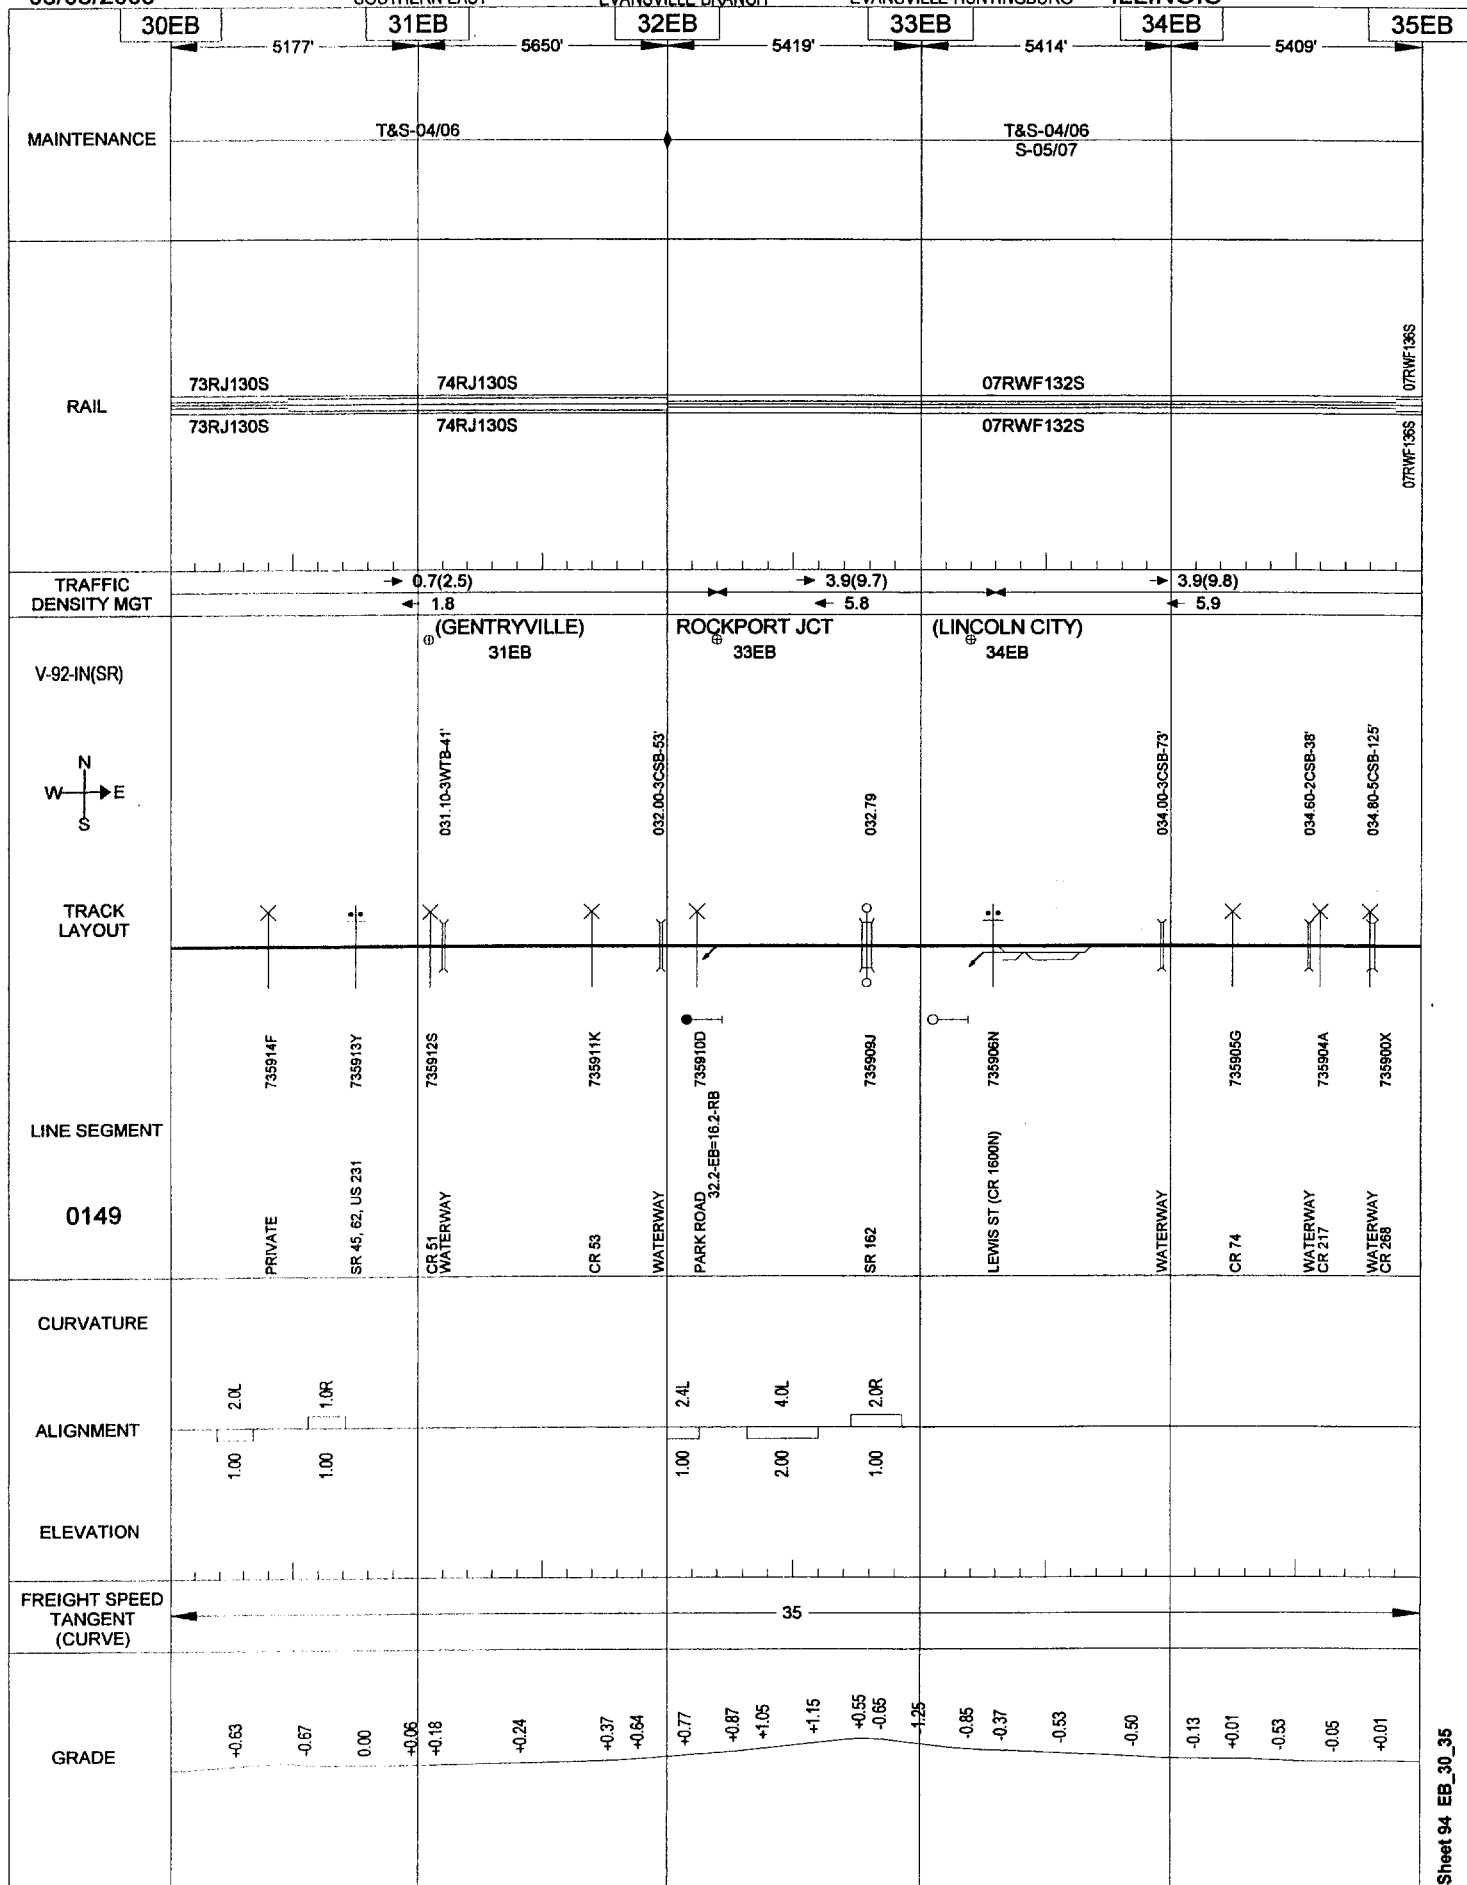 ILLINOIS
30EB 31EB 32EB 33EB 34EB 35EB
5177' 5650' 5419' 5414' 5409'
MAINTENANCE
T&S-04/06 T&S-04/06
S-05/07
RAIL
73RJ130S 74RJ130S 07RWF132S 07RWF136S
73RJ130S 74RJ130S 07RWF132S 07RWF136S
TRAFFIC
DENSITY MGT
0.7(2.5) 3.9(9.7) 3.9(9.8)
1.8 5.8 5.9
(GENTRYVILLE) ROCKPORT JCT (LINCOLN CITY)
31EB 33EB 34EB
V-92-IN(SR)
N
W E
S
031.10-3WTB-41'
032.00-3CSB-53'
032.79
034.00-3CSB-73'
034.60-2CSB-38'
034.80-5CSB-125'
TRACK
LAYOUT
735914F
735913Y
735912S
735911K
735910D
32.2-EB=16.2-RB
735909J
735906N
735905G
735904A
735900X
LINE SEGMENT
0149
PRIVATE
SR 45, 62, US 231
CR 51
WATERWAY
CR 53
WATERWAY
PARK ROAD
SR 162
LEWIS ST (CR 1600N)
WATERWAY
CR 74
WATERWAY
CR 217
WATERWAY
CR 268
CURVATURE
2.0L 1.0R 2.4L 4.0L 2.0R
ALIGNMENT
1.00 1.00 1.00 2.00 1.00
ELEVATION
FREIGHT SPEED
TANGENT
(CURVE)
35
GRADE
+0.63 -0.67 0.00 +0.06 +0.18 +0.24 +0.37 +0.64 +0.77 +0.87 +1.05 +1.15 +0.55 -0.65 -1.25 -0.85 -0.37 -0.53 -0.50 -0.13 +0.01 -0.53 -0.05 +0.01
Sheet 94 EB_30_35